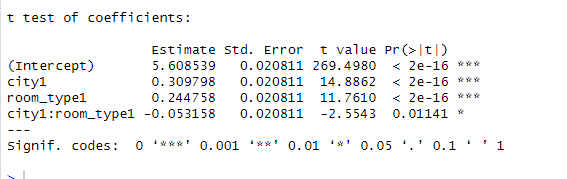 t test of coefficients:
Estimate Std. Error t value Pr(>|t|)
(Intercept) 5.608539 0.020811 269.4980 < 2e-16 ***
city1 0.309798 0.020811 14.8862 < 2e-16 ***
room_type1 0.244758 0.020811 11.7610 < 2e-16 ***
city1:room_type1 -0.053158 0.020811 -2.5543 0.01141 *
---
Signif. codes: 0 ‘***’ 0.001 ‘**’ 0.01 ‘*’ 0.05 ‘.’ 0.1 ‘ ’ 1
>